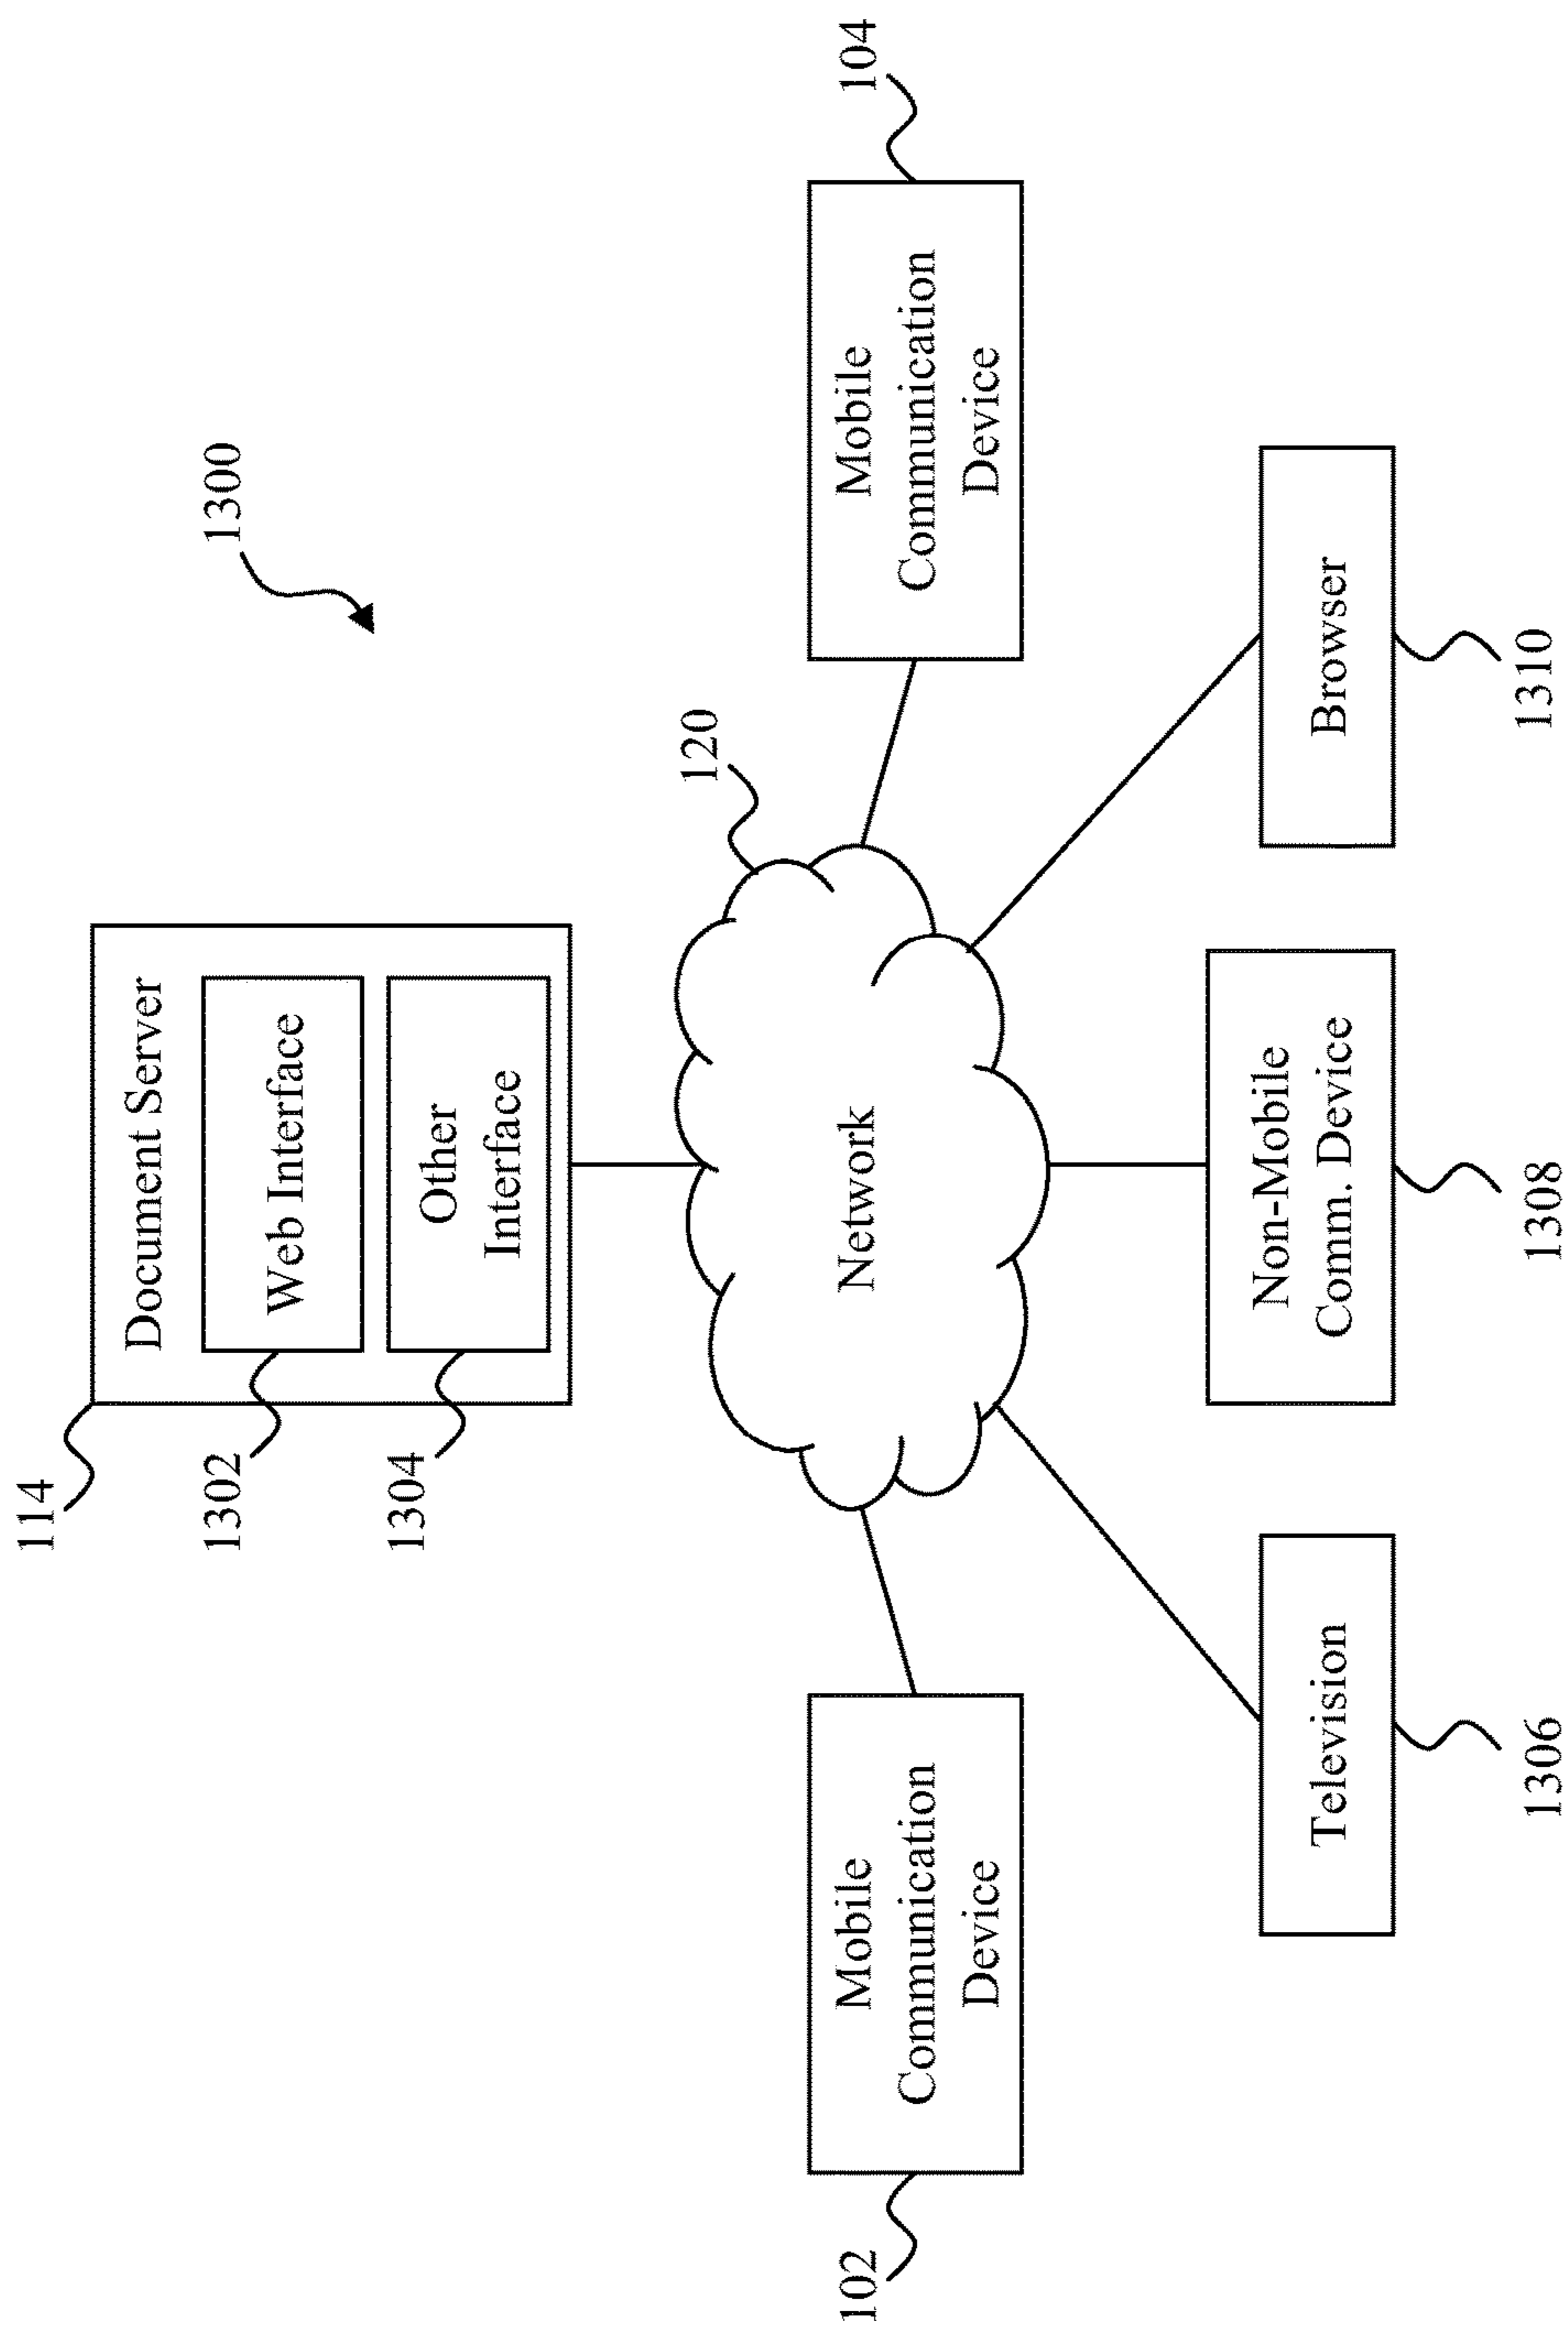 1300
114
Document Server
1302
Web Interface
1304
Other
Interface
120
Network
102
Mobile
Communication
Device
104
Mobile
Communication
Device
Television
1306
Non-Mobile
Comm. Device
1308
Browser
1310